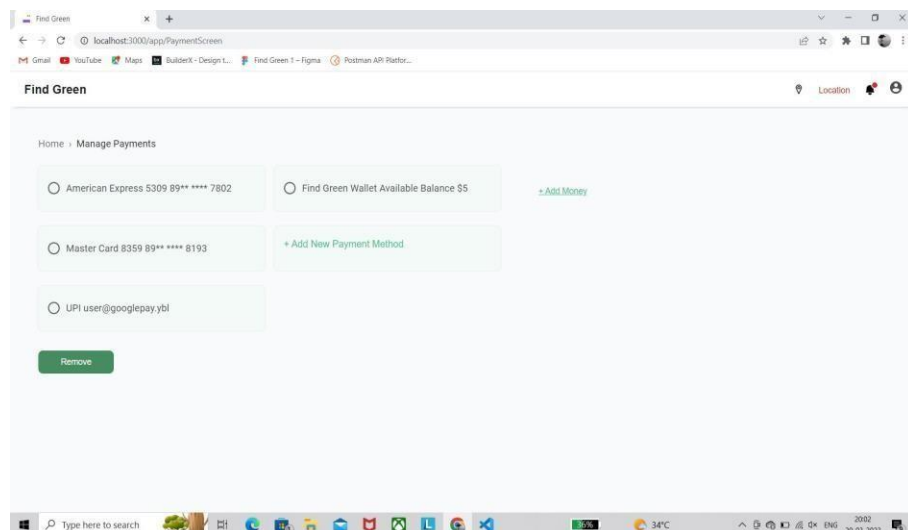 Find Green
localhost:3000/app/PaymentScreen
Gmail YouTube Maps BuilderX - Design t... Find Green 1 – Figma Postman API Platfor...
Find Green Location
Home › Manage Payments
American Express 5309 89** **** 7802 Find Green Wallet Available Balance $5 + Add Money
Master Card 8359 89** **** 8193 + Add New Payment Method
UPI user@googlepay.ybl
Remove
Type here to search 36% 34°C ENG 20:02